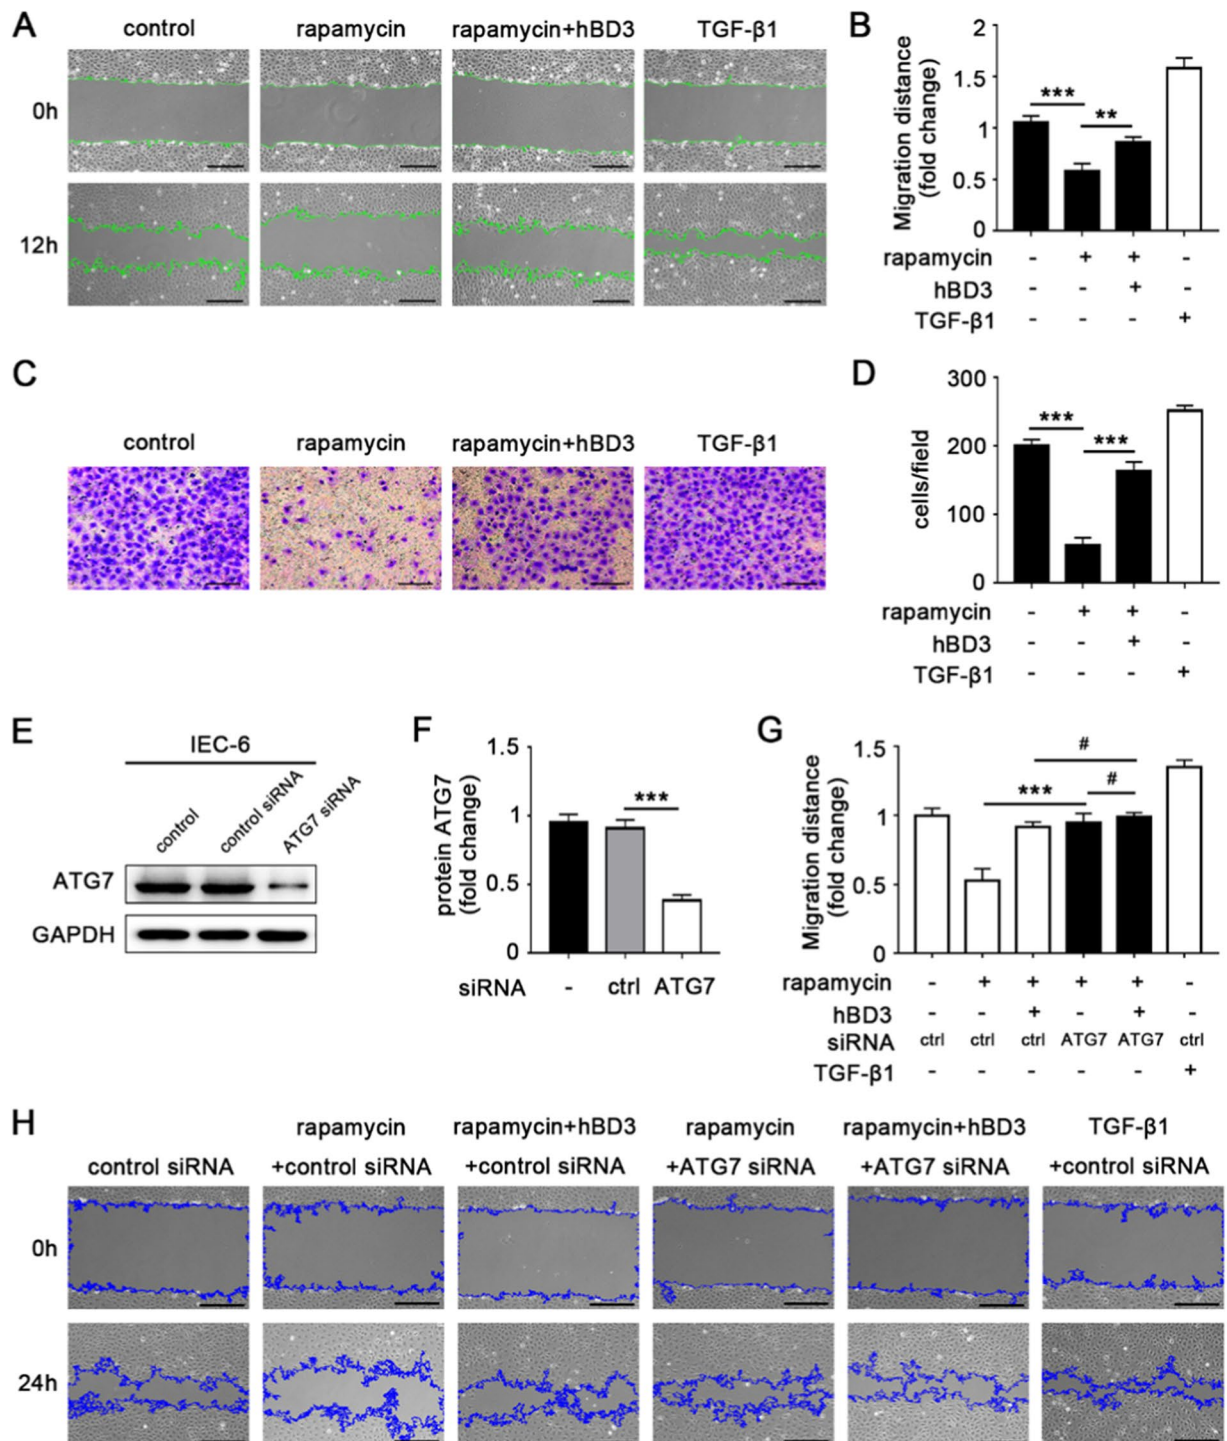 A
control rapamycin rapamycin+hBD3 TGF-β1
0h
12h
B
Migration distance
(fold change)
2
1.5
1
0.5
0
*** **
rapamycin - + + -
hBD3 - - + -
TGF-β1 - - - +
C
control rapamycin rapamycin+hBD3 TGF-β1
D
cells/field
300
200
100
0
*** ***
rapamycin - + + -
hBD3 - - + -
TGF-β1 - - - +
E
IEC-6
control control siRNA ATG7 siRNA
ATG7
GAPDH
F
protein ATG7
(fold change)
1.5
1
0.5
0
***
siRNA - ctrl ATG7
G
Migration distance
(fold change)
1.5
1
0.5
0
#
*** #
rapamycin - + + + + -
hBD3 - - + - + -
siRNA ctrl ctrl ctrl ATG7 ATG7 ctrl
TGF-β1 - - - - - +
H
rapamycin rapamycin+hBD3 rapamycin rapamycin+hBD3 TGF-β1
control siRNA +control siRNA +control siRNA +ATG7 siRNA +ATG7 siRNA +control siRNA
0h
24h